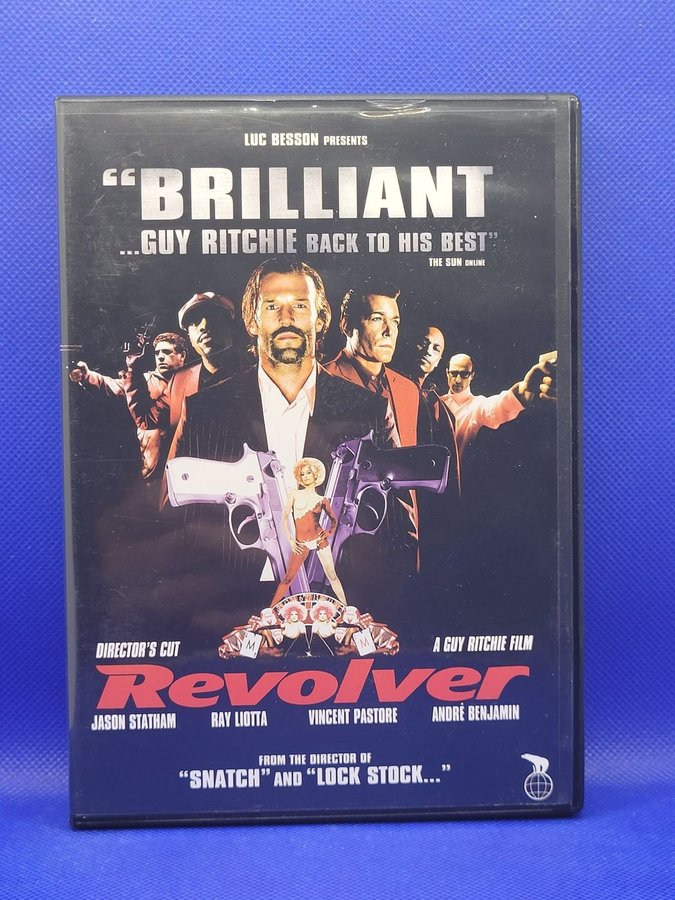 LUC BESSON PRESENTS
“BRILLIANT
...GUY RITCHIE BACK TO HIS BEST”
THE SUN ONLINE
DIRECTOR'S CUT
A GUY RITCHIE FILM
Revolver
JASON STATHAM RAY LIOTTA VINCENT PASTORE ANDRÉ BENJAMIN
FROM THE DIRECTOR OF
“SNATCH” AND “LOCK STOCK...”